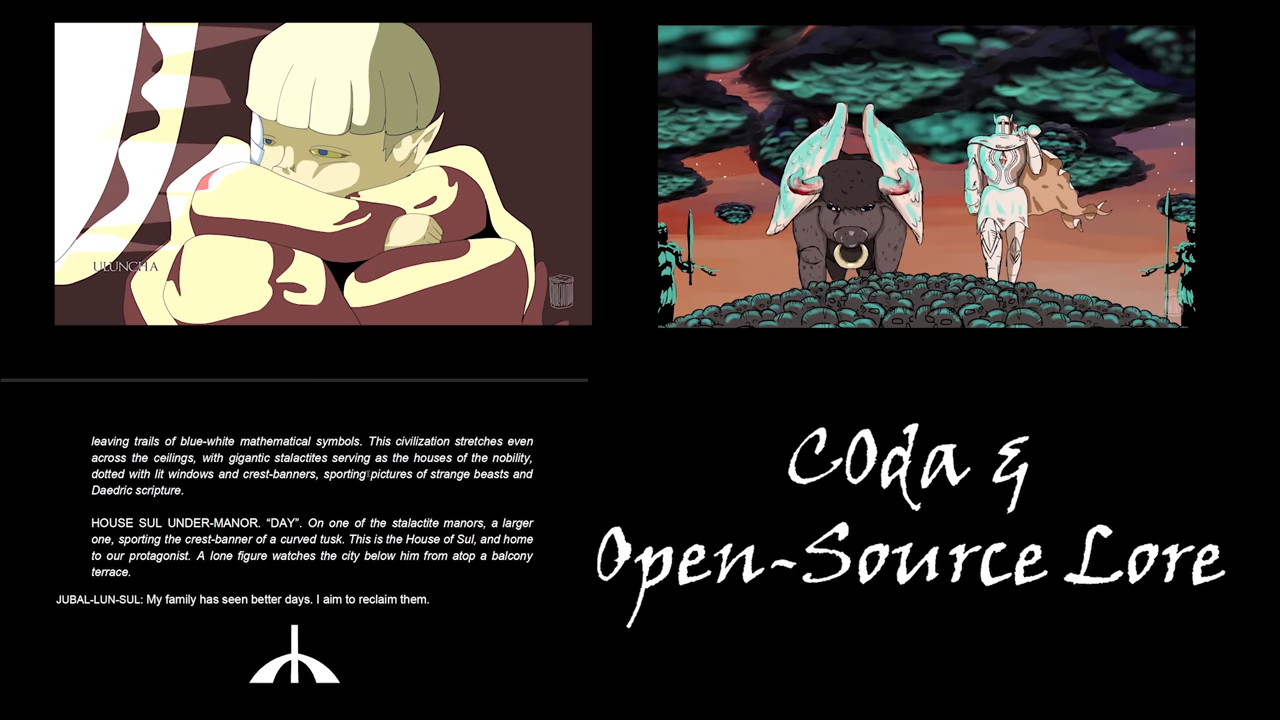 ULUNCHA
leaving trails of blue-white mathematical symbols. This civilization stretches even
across the ceilings, with gigantic stalactites serving as the houses of the nobility,
dotted with lit windows and crest-banners, sporting pictures of strange beasts and
Daedric scripture.
HOUSE SUL UNDER-MANOR. “DAY”. On one of the stalactite manors, a larger
one, sporting the crest-banner of a curved tusk. This is the House of Sul, and home
to our protagonist. A lone figure watches the city below him from atop a balcony
terrace.
JUBAL-LUN-SUL: My family has seen better days. I aim to reclaim them.
C0da &
Open-Source Lore